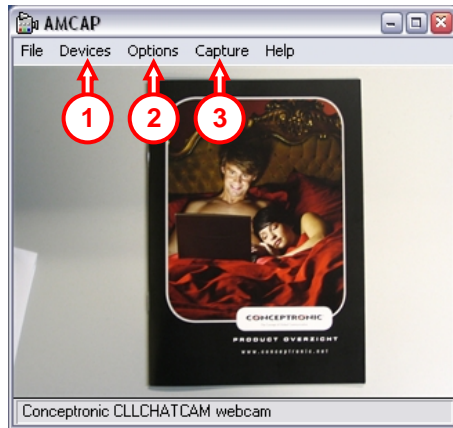 AMCAP
File Devices Options Capture Help
1 2 3
CONCEPTRONIC
PRODUCT OVERZICHT
www.conceptronic.net
Conceptronic CLLCHATCAM webcam